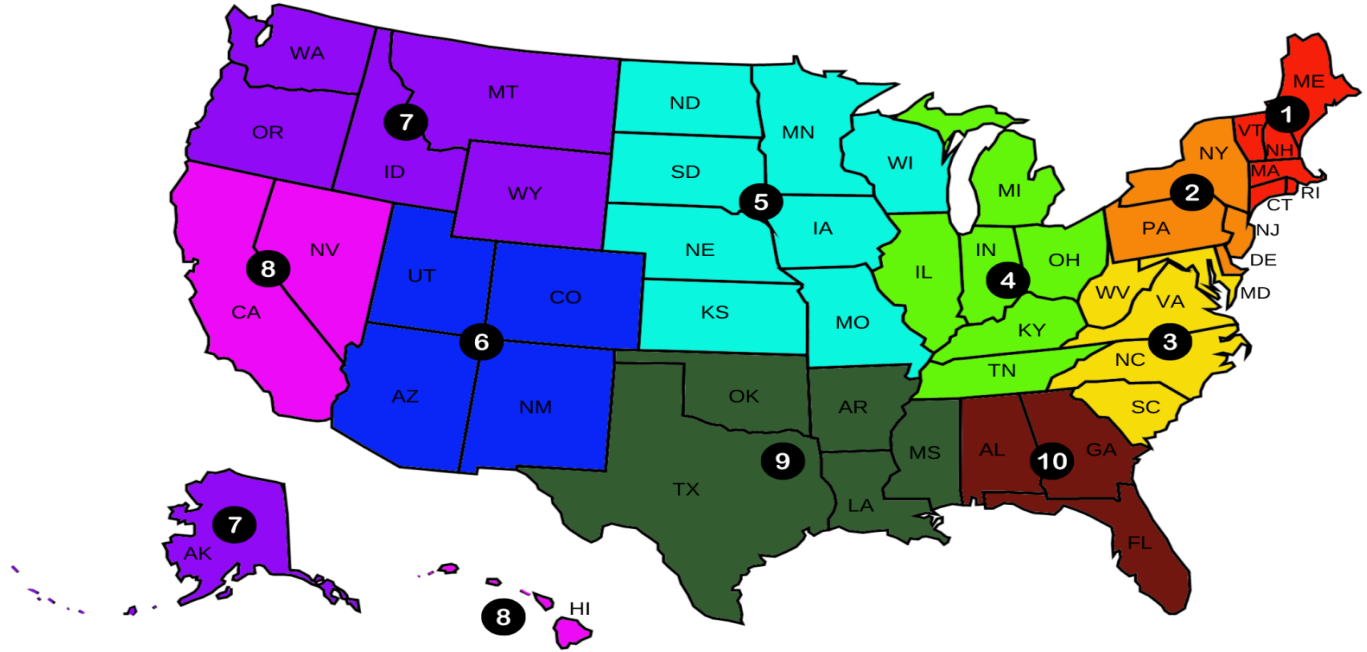 WA
MT
ND
MN
ME
1
7
OR
VT
NH
NY
WI
MA
ID
SD
MI
RI
WY
2
CT
5
IA
PA
NJ
NV
NE
IN
OH
DE
8
UT
IL
4
MD
CO
WV
VA
CA
KS
MO
KY
6
3
NC
TN
AZ
NM
OK
AR
SC
MS
AL
GA
9
10
TX
LA
7
FL
AK
HI
8